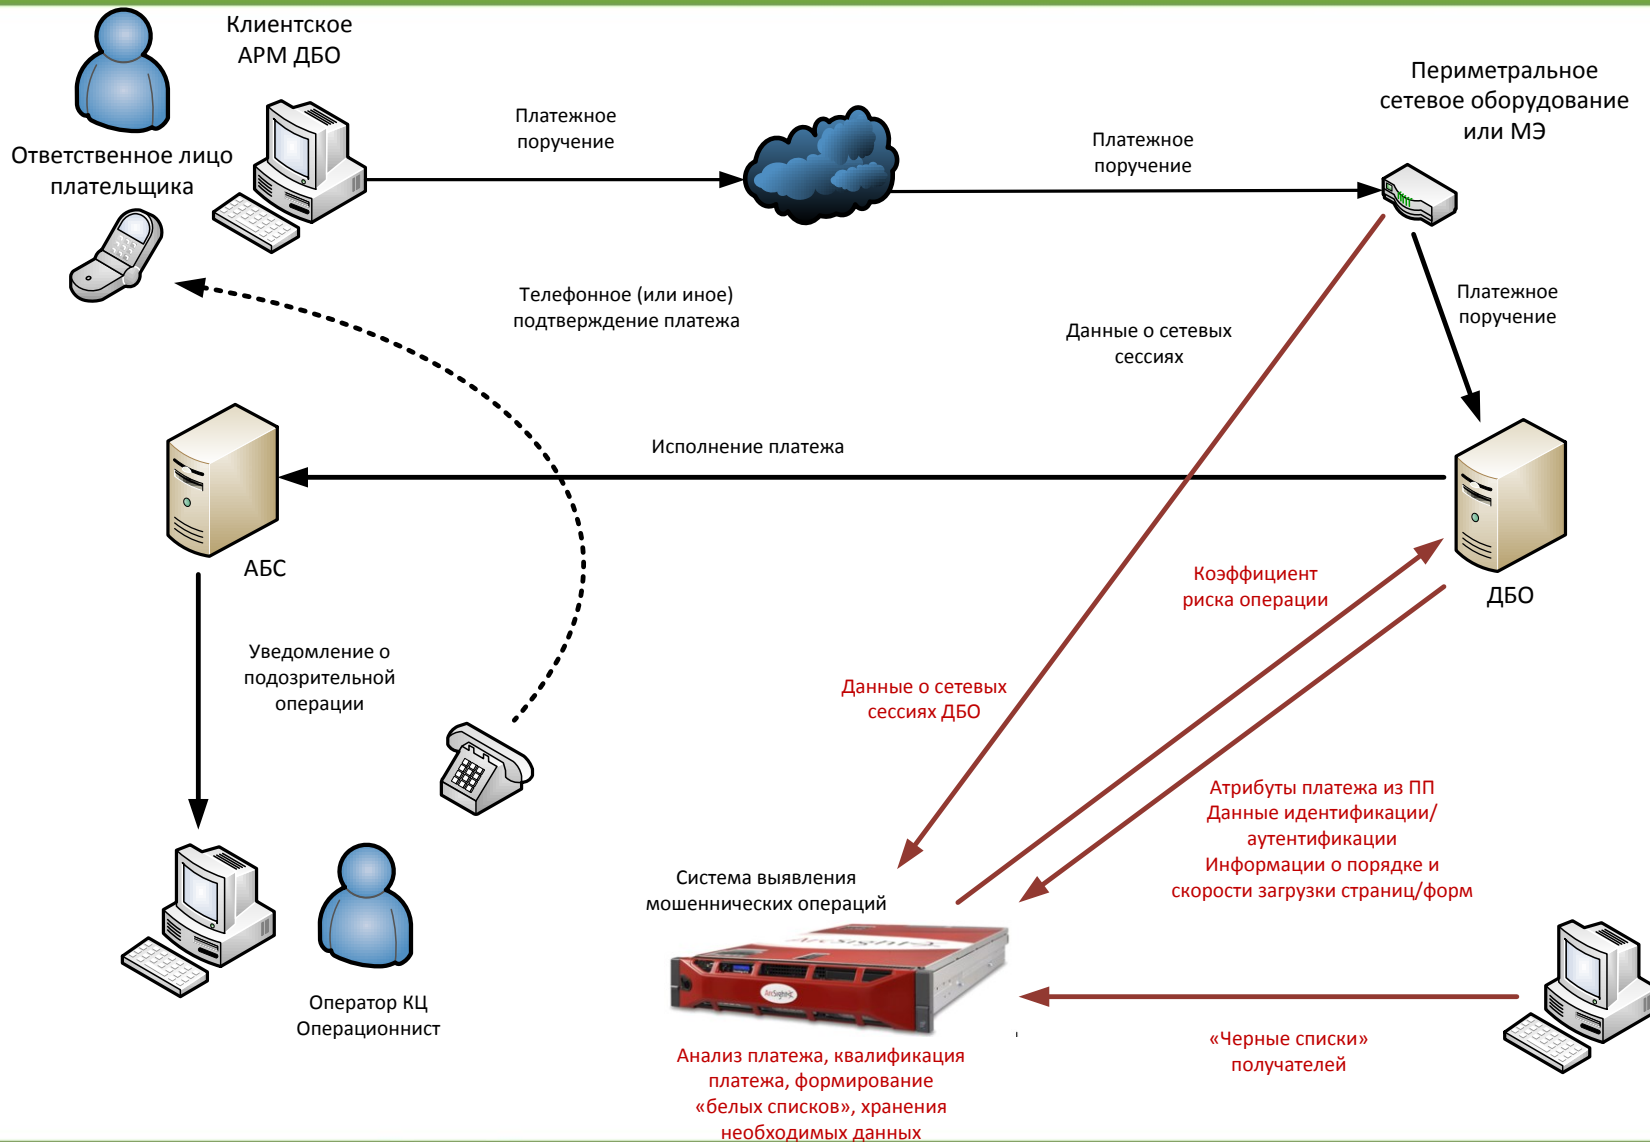 Клиентское
АРМ ДБО
Ответственное лицо
плательщика
Платежное
поручение
Платежное
поручение
Периметральное
сетевое оборудование
или МЭ
Телефонное (или иное)
подтверждение платежа
Данные о сетевых
сессиях
Платежное
поручение
Исполнение платежа
АБС
ДБО
Коэффициент
риска операции
Уведомление о
подозрительной
операции
Данные о сетевых
сессиях ДБО
Атрибуты платежа из ПП
Данные идентификации/
аутентификации
Информации о порядке и
скорости загрузки страниц/форм
Система выявления
мошеннических операций
ArcSight
ArcSight
Оператор КЦ
Операционнист
«Черные списки»
получателей
Анализ платежа, квалификация
платежа, формирование
«белых списков», хранения
необходимых данных